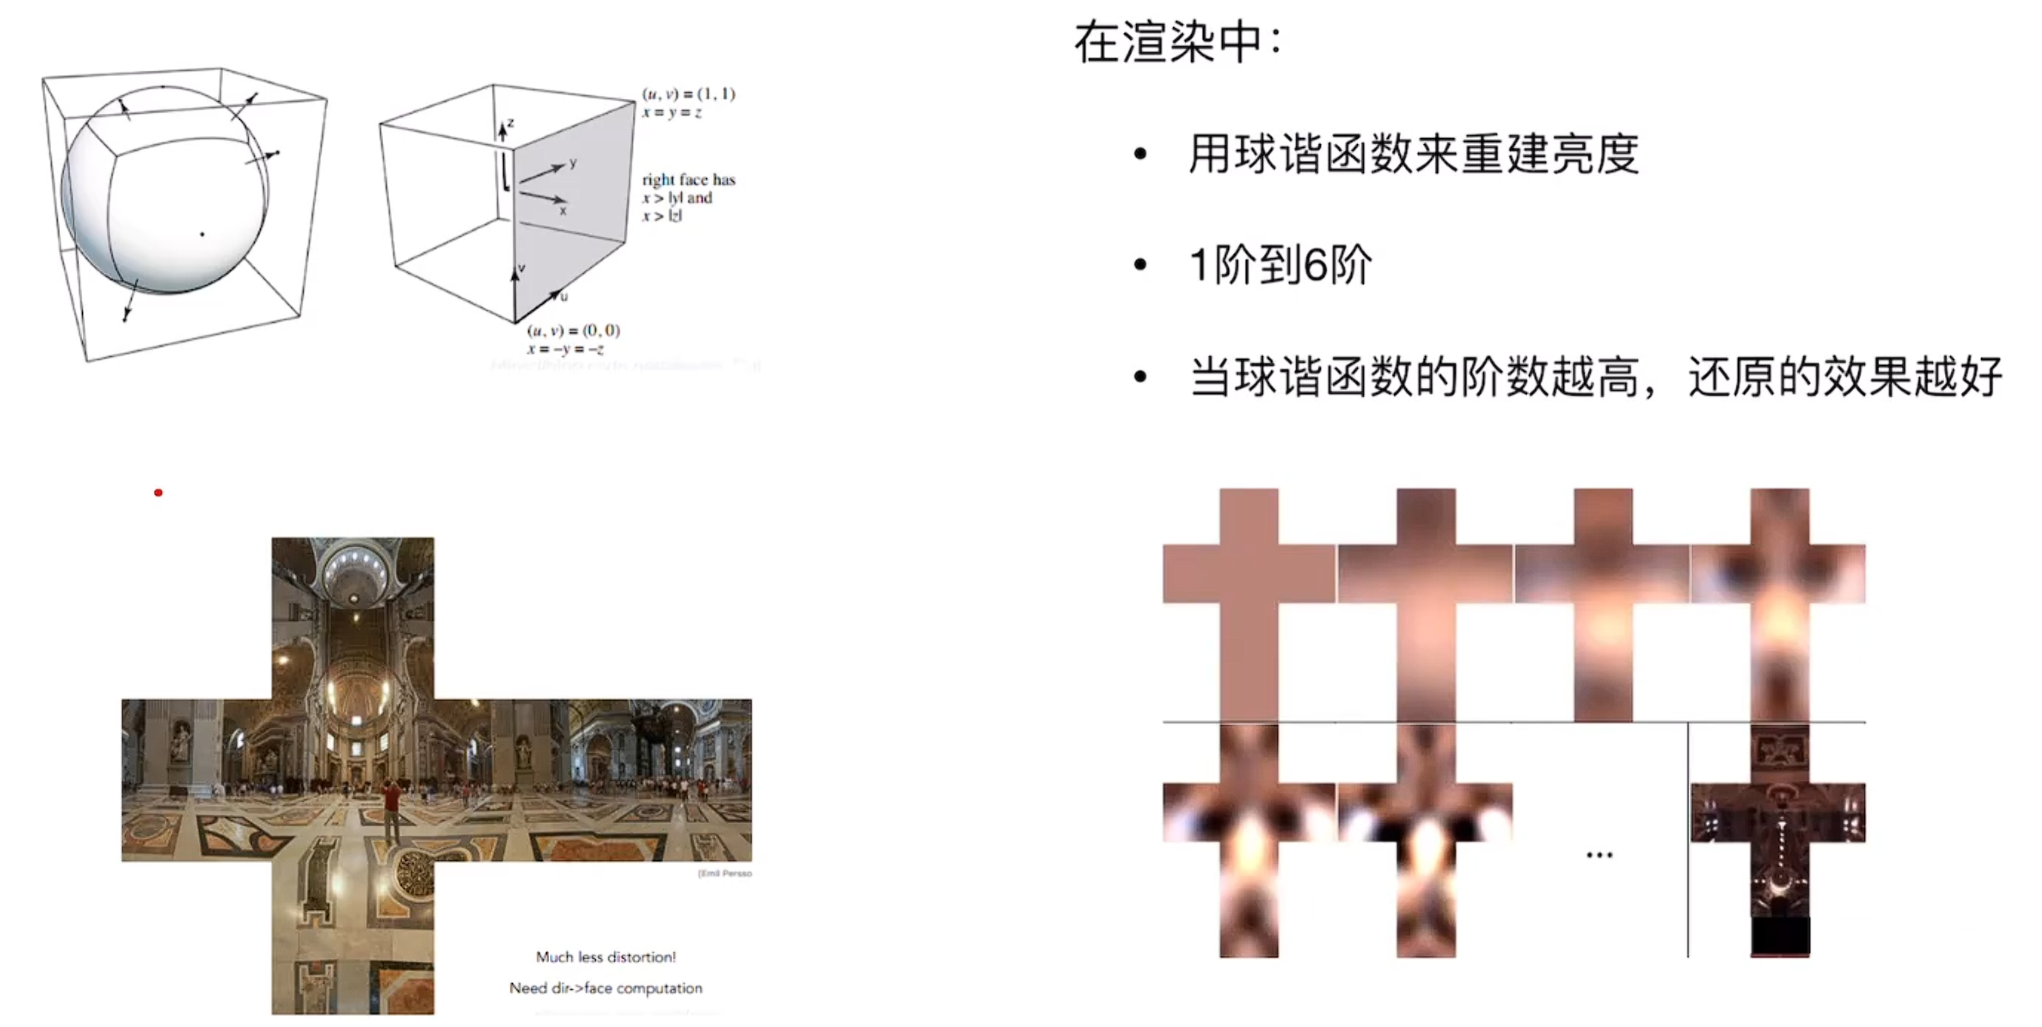 (u, v) = (1, 1)
x = y = z
z
y
x
right face has
x > |y| and
x > |z|
v
u
(u, v) = (0, 0)
x = −y = −z
(Emil Persso
Much less distortion!
Need dir->face computation
在渲染中：
• 用球谐函数来重建亮度
• 1阶到6阶
• 当球谐函数的阶数越高，还原的效果越好
...